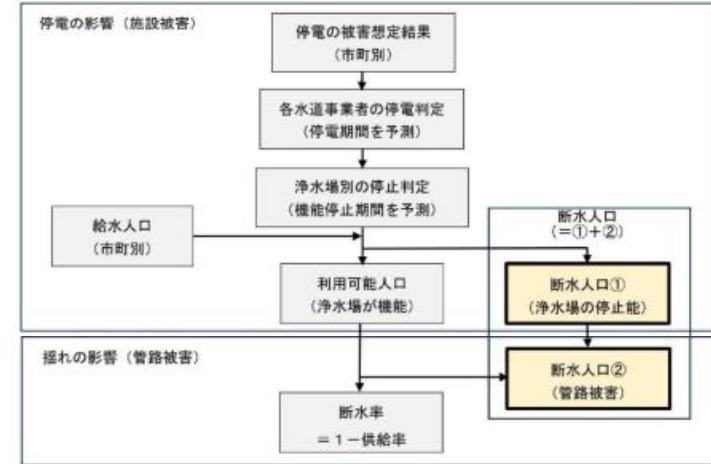 停電の影響（施設被害）
停電の被害想定結果
（市町別）
各水道事業者の停電判定
（停電期間を予測）
浄水場別の停止判定
（機能停止期間を予測）
給水人口
（市町別）
断水人口
（＝①＋②）
利用可能人口
（浄水場が機能）
断水人口①
（浄水場の停止能）
揺れの影響（管路被害）
断水人口②
（管路被害）
断水率
＝１－供給率